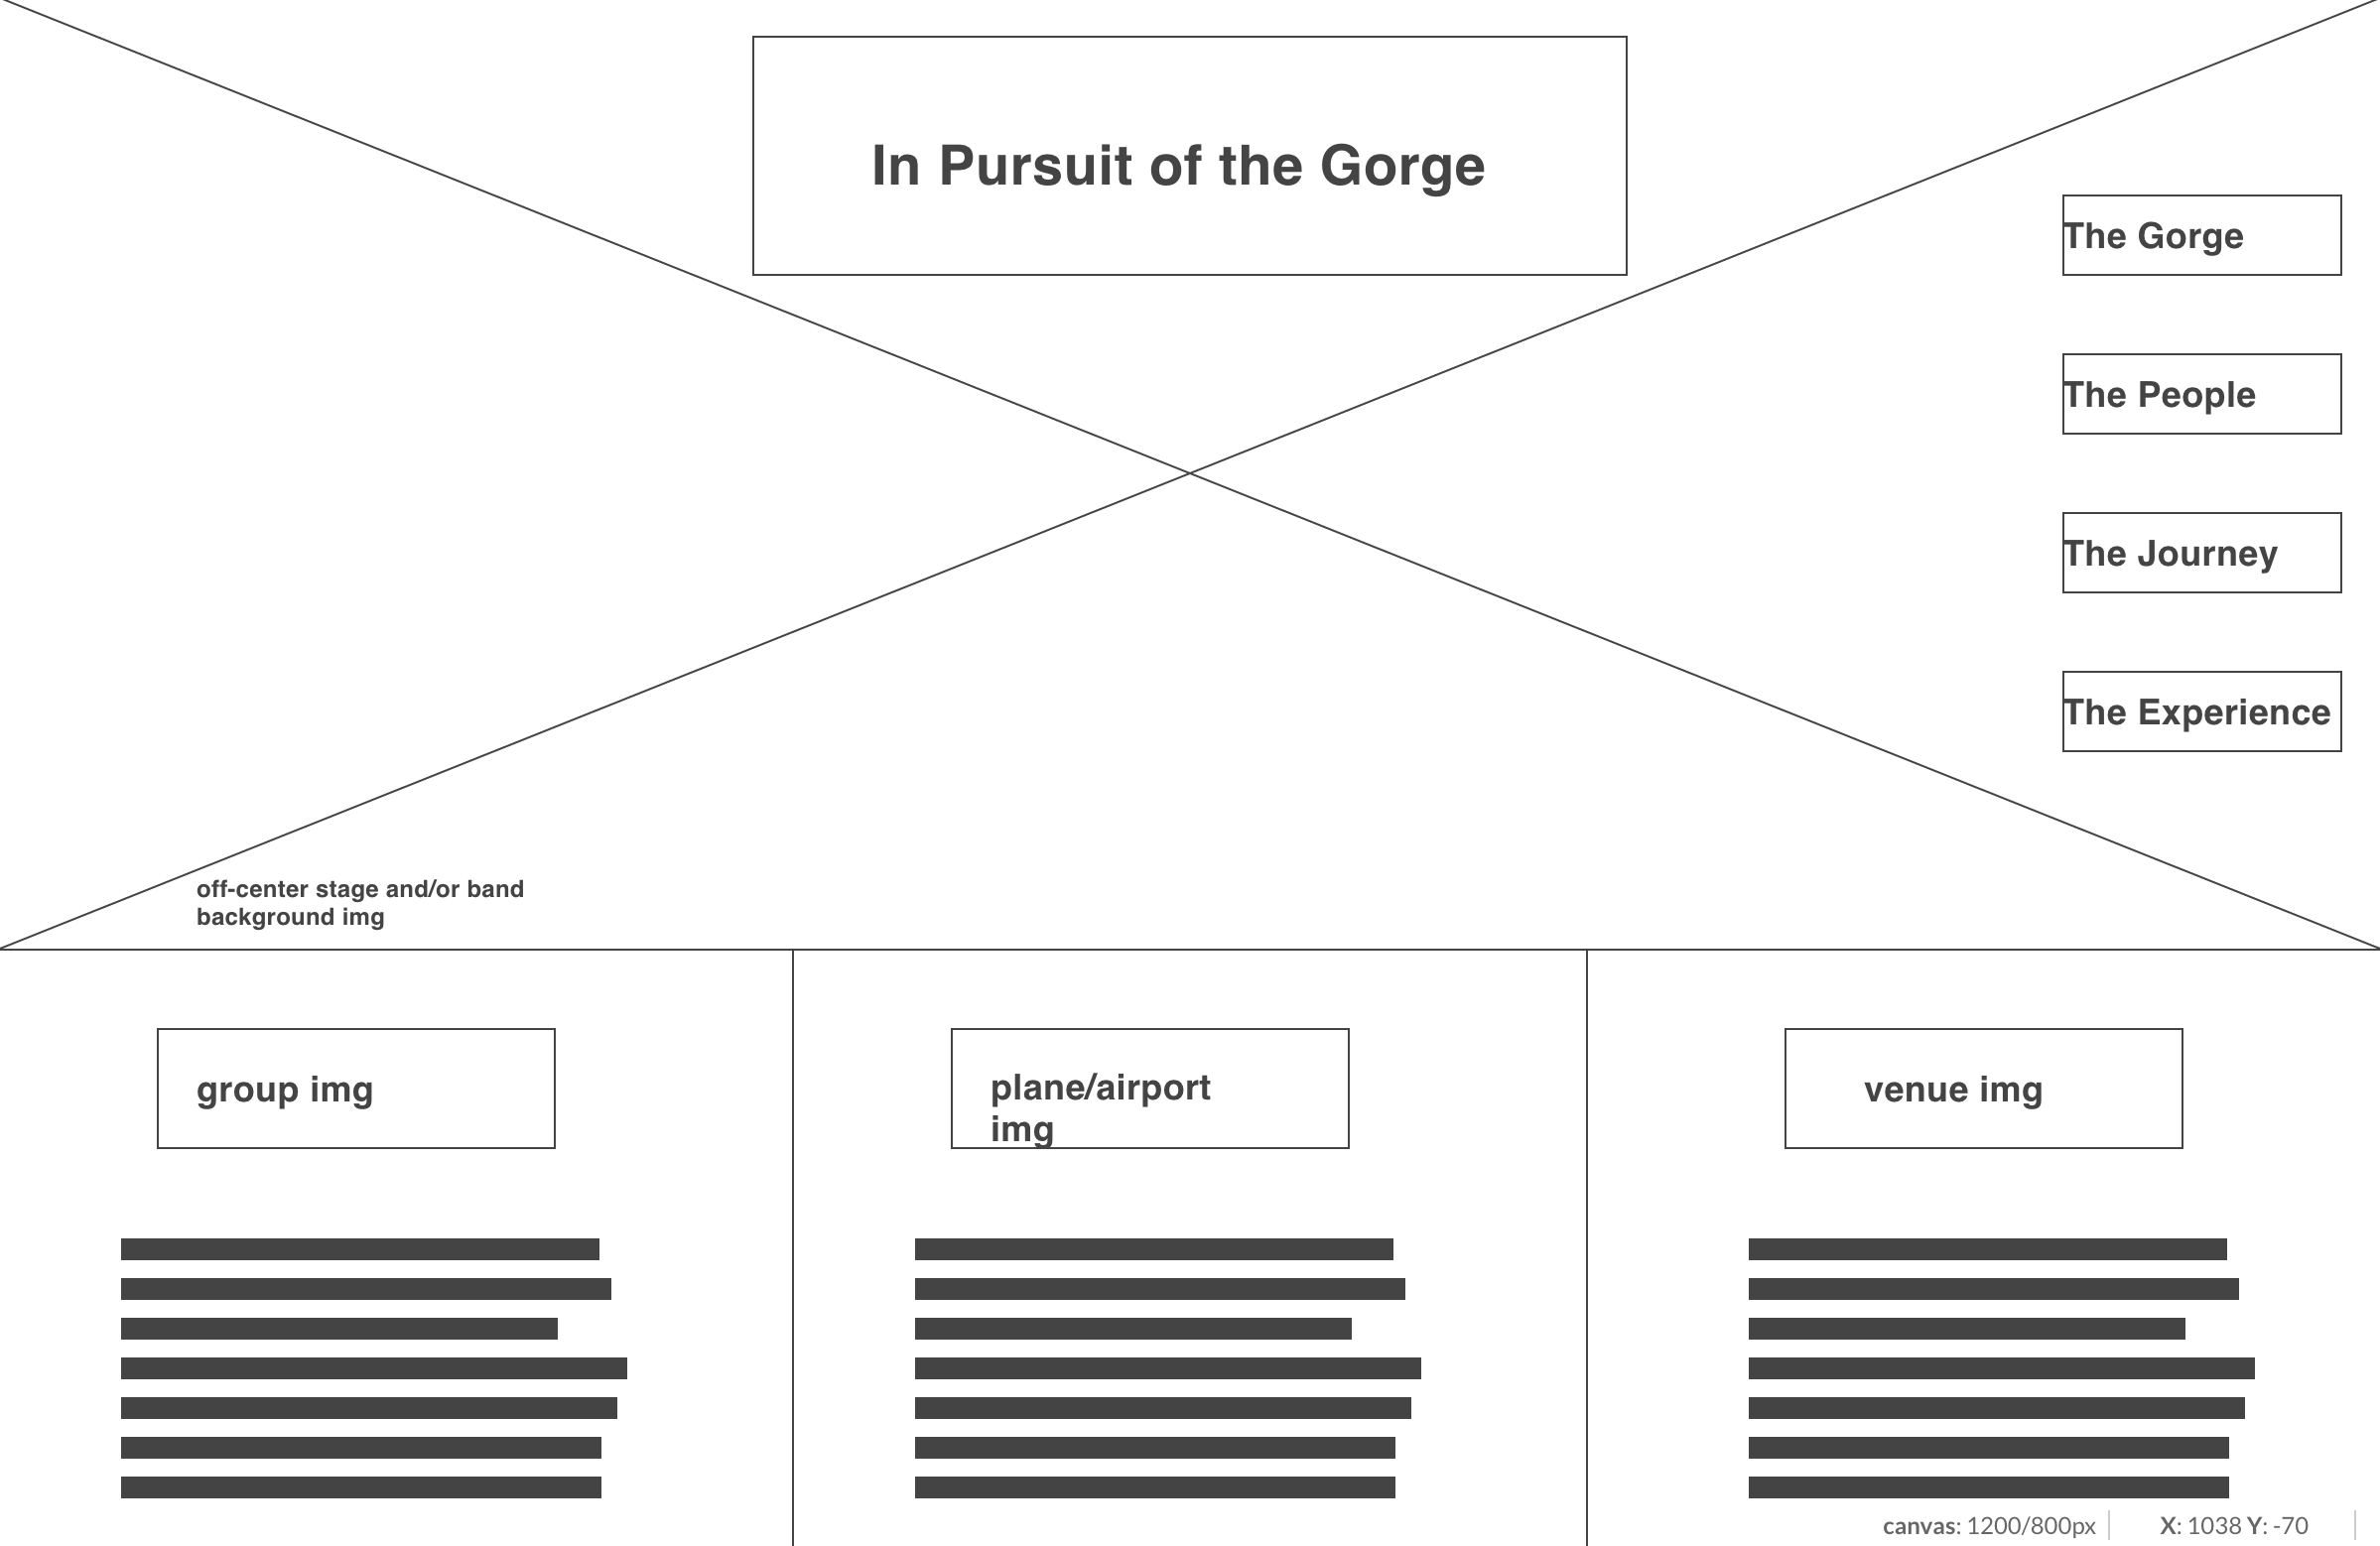 In Pursuit of the Gorge
The Gorge
The People
The Journey
The Experience
off-center stage and/or band
background img
group img
plane/airport
img
venue img
canvas: 1200/800px
X: 1038 Y: -70